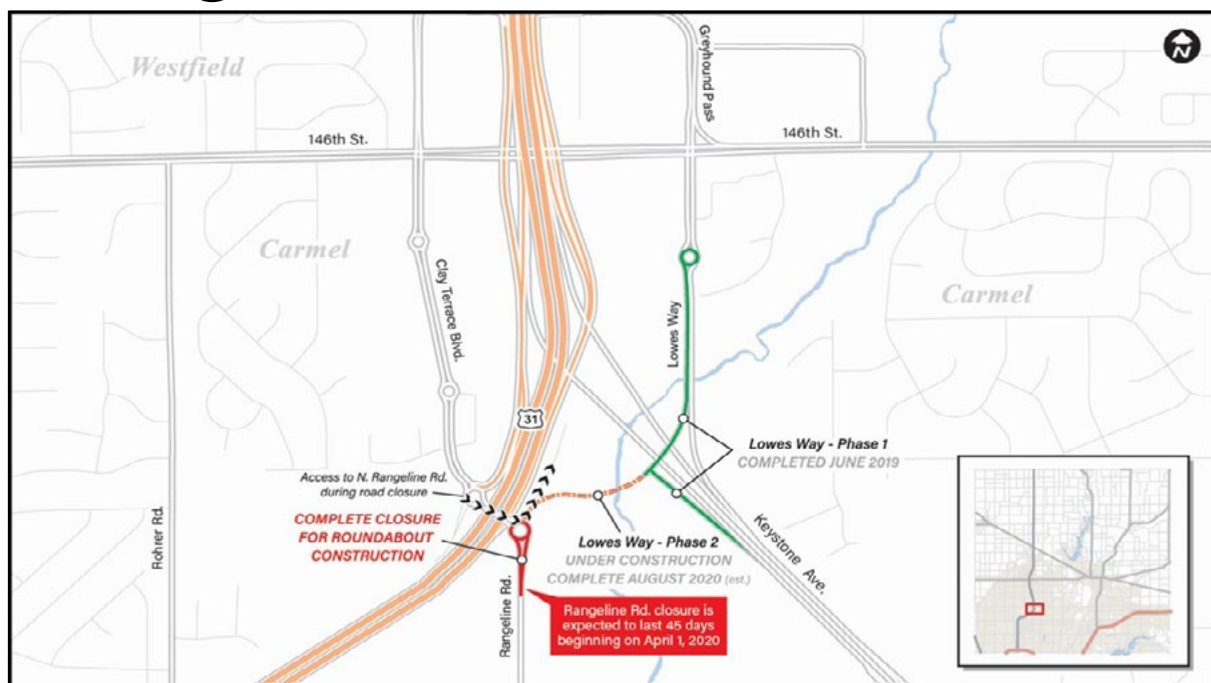 Westfield
Greyhound Pass
N
146th St.
146th St.
Carmel
Clay Terrace Blvd.
Lowes Way
Carmel
31
Lowes Way - Phase 1
COMPLETED JUNE 2019
Access to N. Rangeline Rd.
during road closure
COMPLETE CLOSURE
FOR ROUNDABOUT
CONSTRUCTION
Lowes Way - Phase 2
UNDER CONSTRUCTION
COMPLETE AUGUST 2020 (est.)
Keystone Ave.
Rohrer Rd.
Rangeline Rd.
Rangeline Rd. closure is
expected to last 45 days
beginning on April 1, 2020